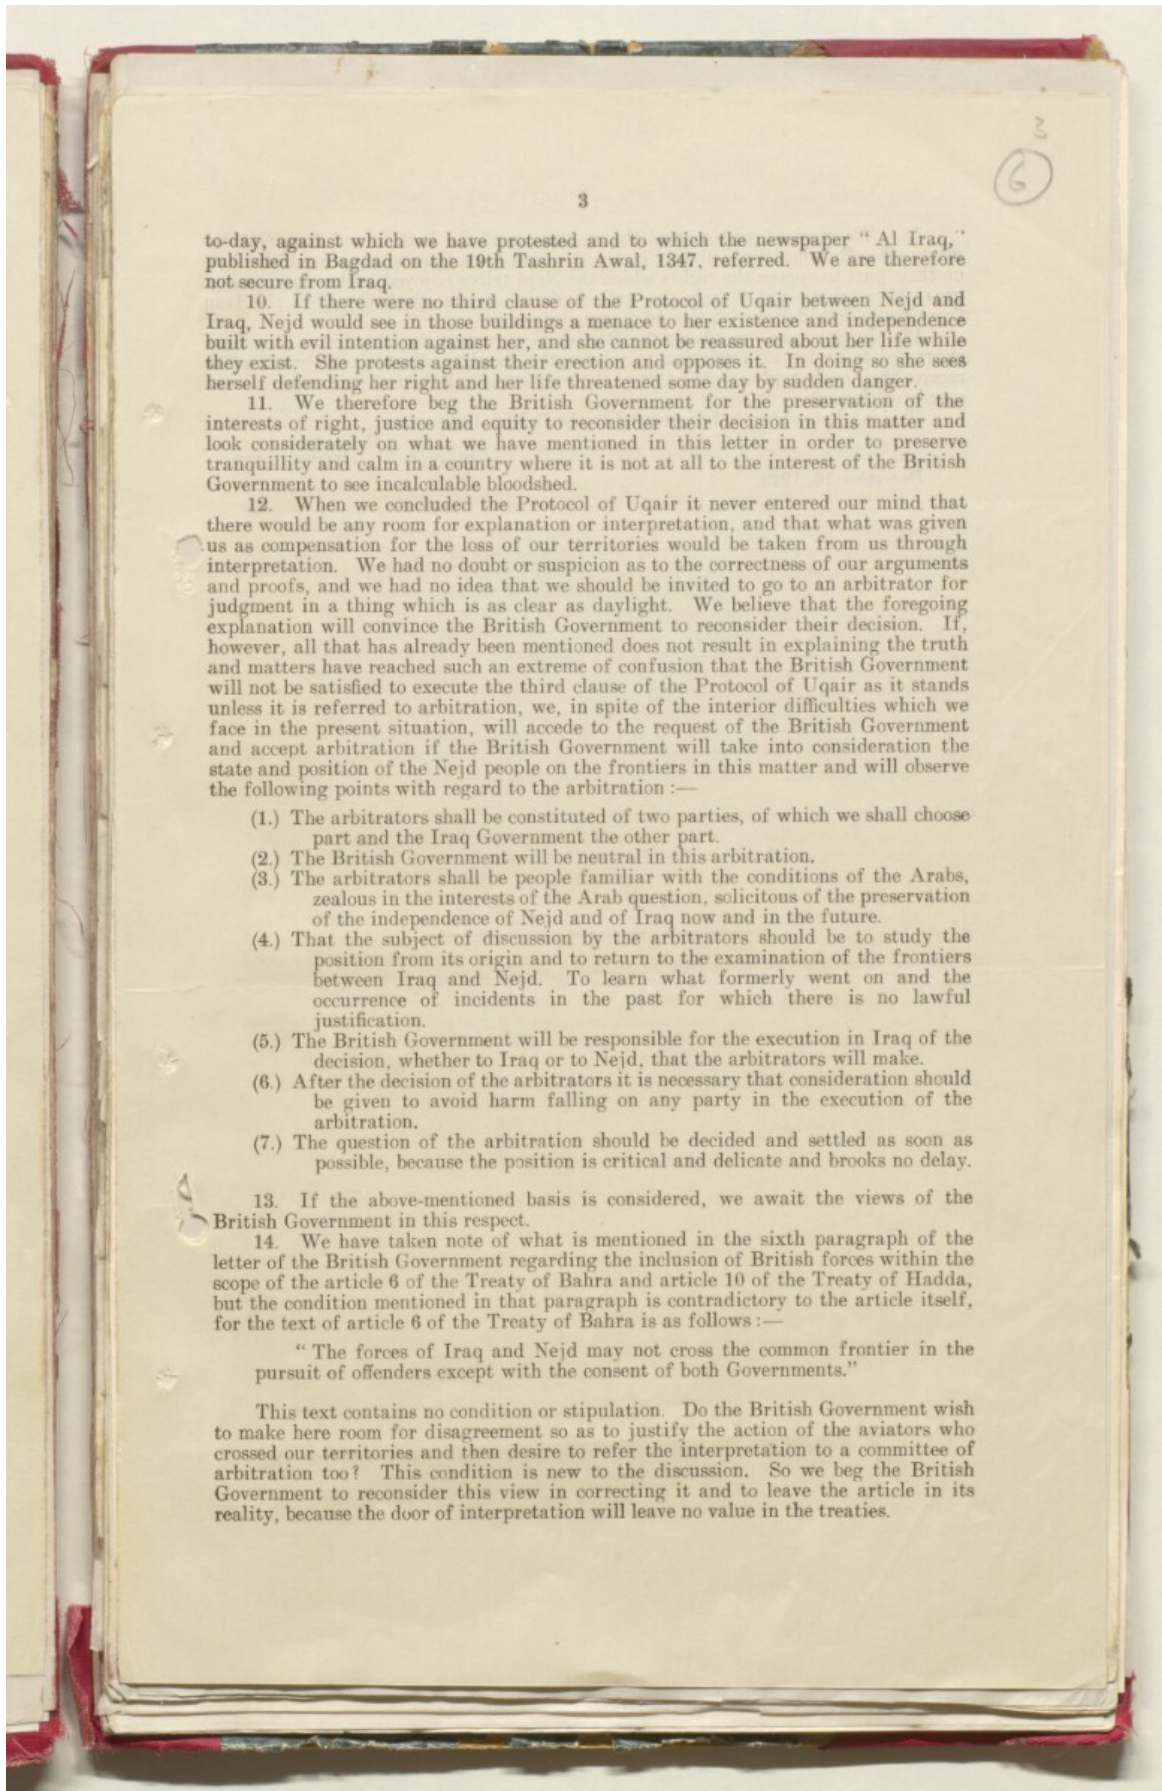 3
6
3
to-day, against which we have protested and to which the newspaper "Al Iraq,"
published in Bagdad on the 19th Tashrin Awal, 1347, referred. We are therefore
not secure from Iraq.
10. If there were no third clause of the Protocol of Uqair between Nejd and
Iraq, Nejd would see in those buildings a menace to her existence and independence
built with evil intention against her, and she cannot be reassured about her life while
they exist. She protests against their erection and opposes it. In doing so she sees
herself defending her right and her life threatened some day by sudden danger.
11. We therefore beg the British Government for the preservation of the
interests of right, justice and equity to reconsider their decision in this matter and
look considerately on what we have mentioned in this letter in order to preserve
tranquillity and calm in a country where it is not at all to the interest of the British
Government to see incalculable bloodshed.
12. When we concluded the Protocol of Uqair it never entered our mind that
there would be any room for explanation or interpretation, and that what was given
us as compensation for the loss of our territories would be taken from us through
interpretation. We had no doubt or suspicion as to the correctness of our arguments
and proofs, and we had no idea that we should be invited to go to an arbitrator for
judgment in a thing which is as clear as daylight. We believe that the foregoing
explanation will convince the British Government to reconsider their decision. If,
however, all that has already been mentioned does not result in explaining the truth
and matters have reached such an extreme of confusion that the British Government
will not be satisfied to execute the third clause of the Protocol of Uqair as it stands
unless it is referred to arbitration, we, in spite of the interior difficulties which we
face in the present situation, will accede to the request of the British Government
and accept arbitration if the British Government will take into consideration the
state and position of the Nejd people on the frontiers in this matter and will observe
the following points with regard to the arbitration :—
(1.) The arbitrators shall be constituted of two parties, of which we shall choose
part and the Iraq Government the other part.
(2.) The British Government will be neutral in this arbitration.
(3.) The arbitrators shall be people familiar with the conditions of the Arabs,
zealous in the interests of the Arab question, solicitous of the preservation
of the independence of Nejd and of Iraq now and in the future.
(4.) That the subject of discussion by the arbitrators should be to study the
position from its origin and to return to the examination of the frontiers
between Iraq and Nejd. To learn what formerly went on and the
occurrence of incidents in the past for which there is no lawful
justification.
(5.) The British Government will be responsible for the execution in Iraq of the
decision, whether to Iraq or to Nejd, that the arbitrators will make.
(6.) After the decision of the arbitrators it is necessary that consideration should
be given to avoid harm falling on any party in the execution of the
arbitration.
(7.) The question of the arbitration should be decided and settled as soon as
possible, because the position is critical and delicate and brooks no delay.
13. If the above-mentioned basis is considered, we await the views of the
British Government in this respect.
14. We have taken note of what is mentioned in the sixth paragraph of the
letter of the British Government regarding the inclusion of British forces within the
scope of the article 6 of the Treaty of Bahra and article 10 of the Treaty of Hadda,
but the condition mentioned in that paragraph is contradictory to the article itself,
for the text of article 6 of the Treaty of Bahra is as follows :—
"The forces of Iraq and Nejd may not cross the common frontier in the
pursuit of offenders except with the consent of both Governments."
This text contains no condition or stipulation. Do the British Government wish
to make here room for disagreement so as to justify the action of the aviators who
crossed our territories and then desire to refer the interpretation to a committee of
arbitration too? This condition is new to the discussion. So we beg the British
Government to reconsider this view in correcting it and to leave the article in its
reality, because the door of interpretation will leave no value in the treaties.